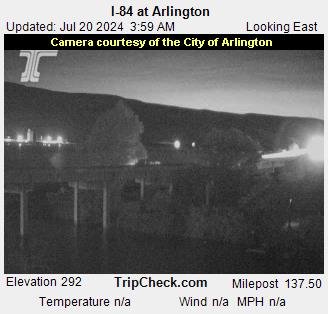 I-84 at Arlington
Updated: Jul 20 2024 3:59 AM Looking East
Camera courtesy of the City of Arlington
Elevation 292 TripCheck.com Milepost 137.50
Temperature n/a Wind n/a MPH n/a